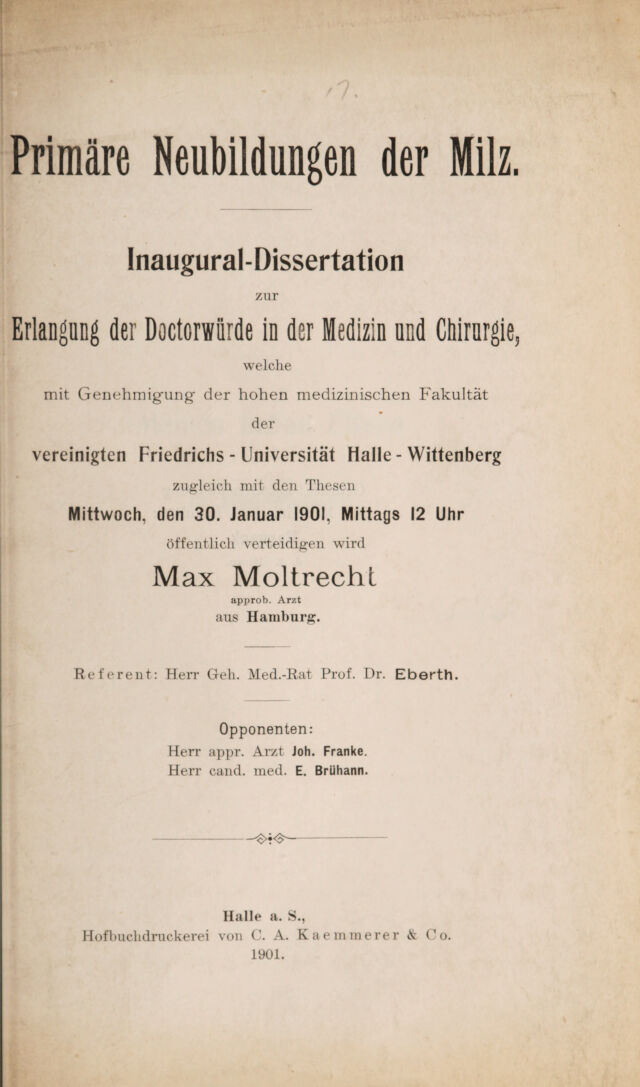 17.
Primäre Neubildungen der Milz.
Inaugural-Dissertation
zur
Erlangung der Doctorwürde in der Medizin und Chirurgie,
welche
mit Genehmigung der hohen medizinischen Fakultät
der
vereinigten Friedrichs - Universität Halle - Wittenberg
zugleich mit den Thesen
Mittwoch, den 30. Januar 1901, Mittags 12 Uhr
öffentlich verteidigen wird
Max Moltrecht
approb. Arzt
aus Hamburg.
Referent: Herr Geh. Med.-Rat Prof. Dr. Eberth.
Opponenten:
Herr appr. Arzt Joh. Franke.
Herr cand. med. E. Brühann.
Halle a. S.,
Hofbuchdruckerei von C. A. Kaemmerer & Co.
1901.